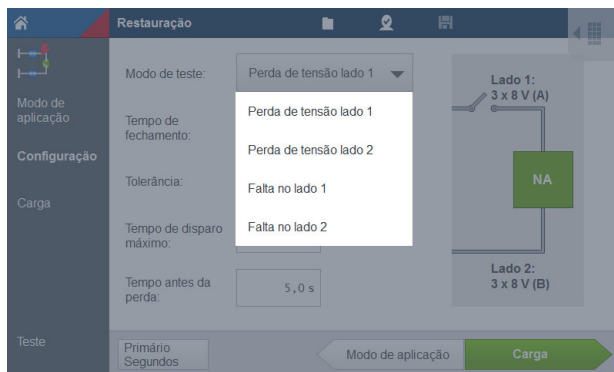 Restauração
Modo de
aplicação
Configuração
Carga
Teste
Modo de teste:
Perda de tensão lado 1
Perda de tensão lado 1
Perda de tensão lado 2
Falta no lado 1
Falta no lado 2
Tempo de
fechamento:
Tolerância:
Tempo de disparo
máximo:
Tempo antes da
perda:
5,0 s
Lado 1:
3 x 8 V (A)
NA
Lado 2:
3 x 8 V (B)
Primário
Segundos
Modo de aplicação
Carga